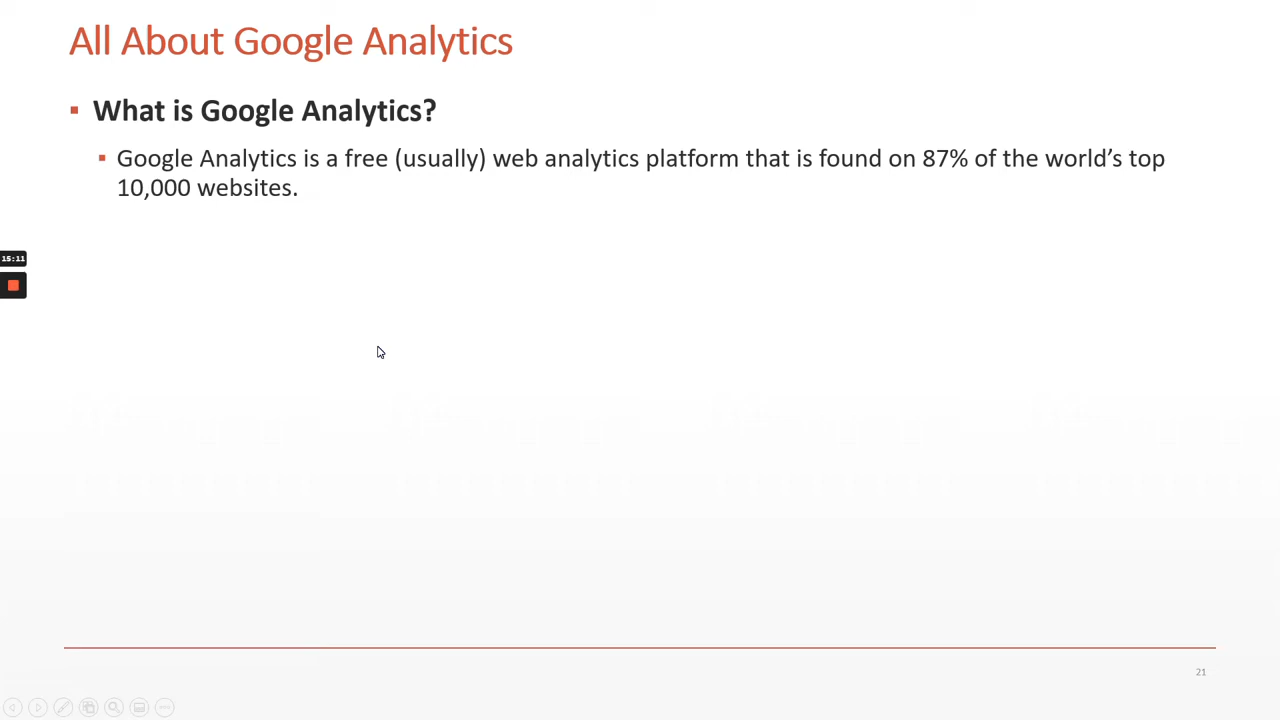 All About Google Analytics
▪ What is Google Analytics?
▪ Google Analytics is a free (usually) web analytics platform that is found on 87% of the world’s top
10,000 websites.
15:11
21